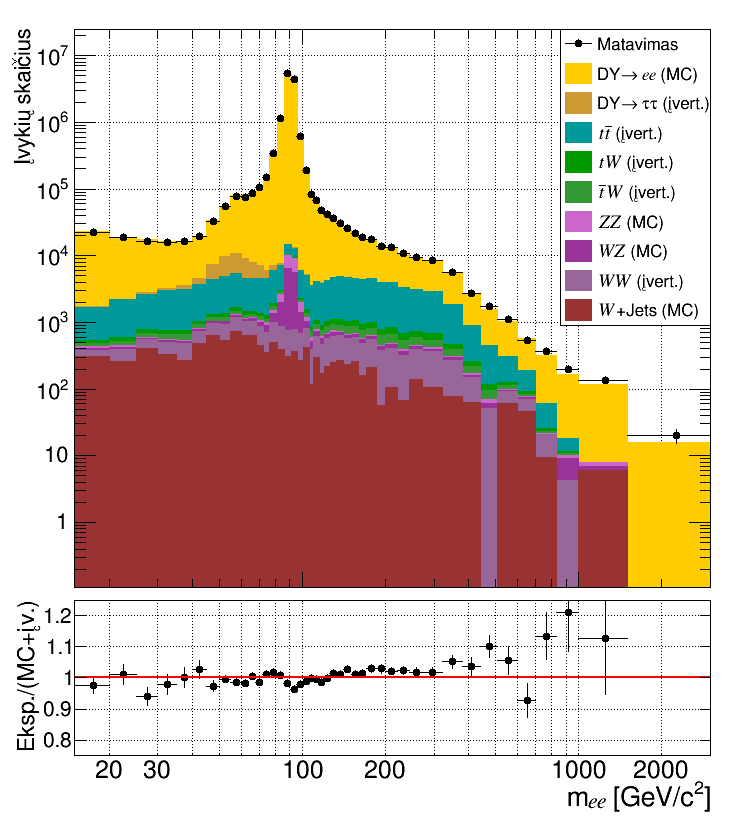 Įvykių skaičius
10⁷
10⁶
10⁵
10⁴
10³
10²
10
1
Matavimas
DY→ ee (MC)
DY→ ττ (įvert.)
tt̅ (įvert.)
tW (įvert.)
t̅W (įvert.)
ZZ (MC)
WZ (MC)
WW (įvert.)
W+Jets (MC)
Eksp./(MC+įv.)
1.2
1.1
1
0.9
0.8
20 30 100 200 1000 2000
mₑₑ [GeV/c²]